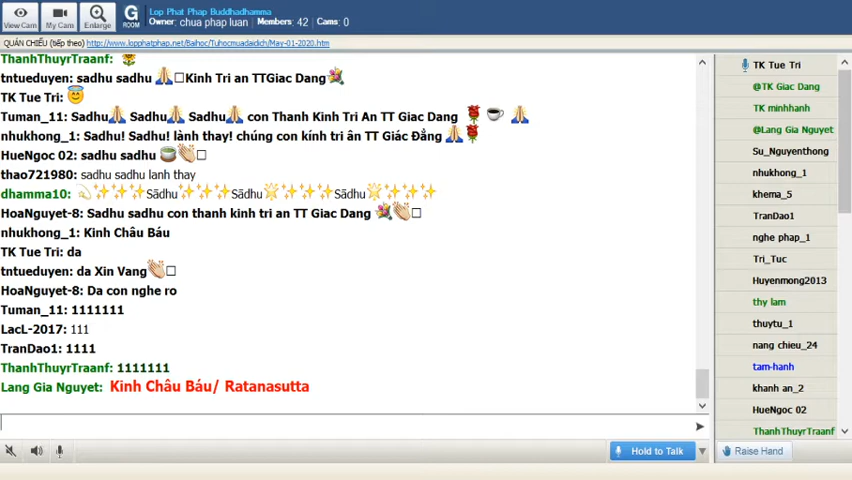 View Cam
My Cam
Enlarge
G
ROOM
Lop Phat Phap Buddhadhamma
Owner: chua phap luan Members: 42 Cams: 0
QUÁN CHIẾU (tiếp theo) http://www.lopphatphap.net/Baihoc/Tuhocmuadaidich/May-01-2020.htm
ThanhThuyrTraanf:
tntueduyen: sadhu sadhu Kinh Tri an TTGiac Dang
TK Tue Tri:
Tuman_11: Sadhu Sadhu Sadhu con Thanh Kinh Tri An TT Giac Dang
nhukhong_1: Sadhu! Sadhu! lành thay! chúng con kính tri ân TT Giác Đẳng
HueNgoc 02: sadhu sadhu
thao721980: sadhu sadhu lanh thay
dhamma10: Sādhu Sādhu Sādhu
HoaNguyet-8: Sadhu sadhu con thanh kinh tri an TT Giac Dang
nhukhong_1: Kinh Châu Báu
TK Tue Tri: da
tntueduyen: da Xin Vang
HoaNguyet-8: Da con nghe ro
Tuman_11: 1111111
LacL-2017: 111
TranDao1: 1111
ThanhThuyrTraanf: 1111111
Lang Gia Nguyet: Kinh Châu Báu/ Ratanasutta
Hold to Talk
TK Tue Tri
@TK Giac Dang
TK minhhanh
@Lang Gia Nguyet
Su_Nguyenthong
nhukhong_1
khema_5
TranDao1
nghe phap_1
Tri_Tuc
Huyenmong2013
thy lam
thuytu_1
nang chieu_24
tam-hanh
khanh an_2
HueNgoc 02
ThanhThuyrTraanf
Raise Hand